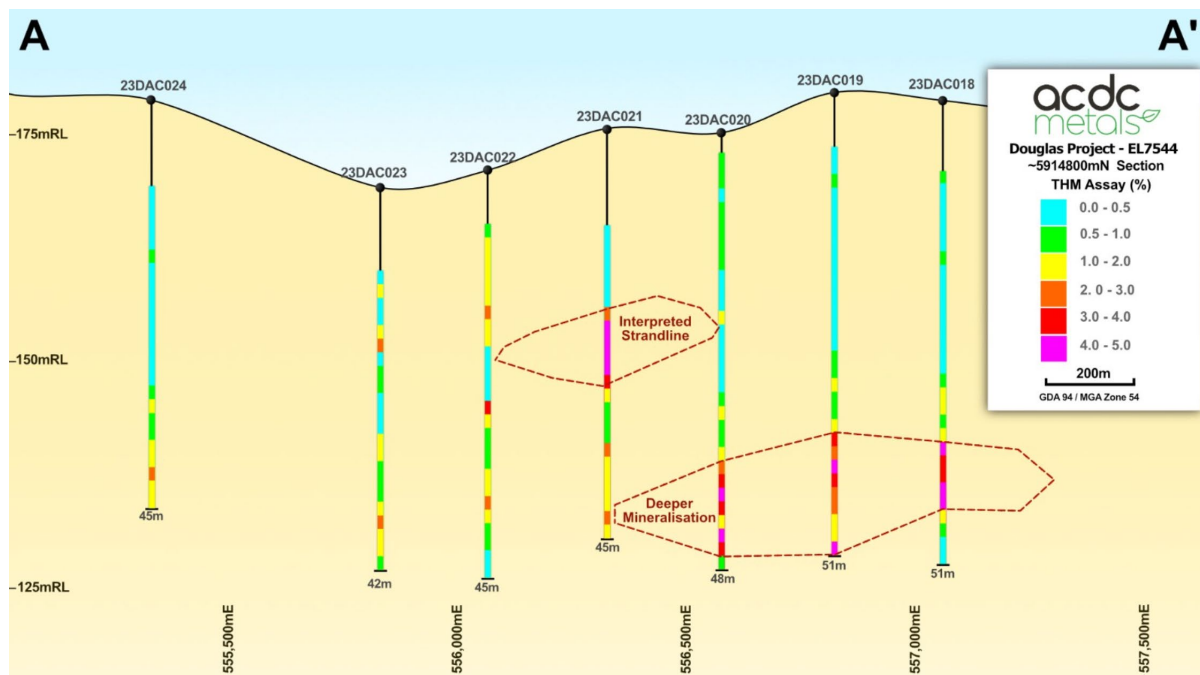 A
A'
23DAC024
23DAC023
23DAC022
23DAC021
23DAC020
23DAC019
23DAC018
175mRL
150mRL
125mRL
Interpreted
Strandline
Deeper
Mineralisation
45m
42m
45m
45m
48m
51m
51m
555,500mE
556,000mE
556,500mE
557,000mE
557,500mE
acdc
metals
Douglas Project - EL7544
~5914800mN Section
THM Assay (%)
0.0 - 0.5
0.5 - 1.0
1.0 - 2.0
2. 0 - 3.0
3.0 - 4.0
4.0 - 5.0
200m
GDA 94 / MGA Zone 54